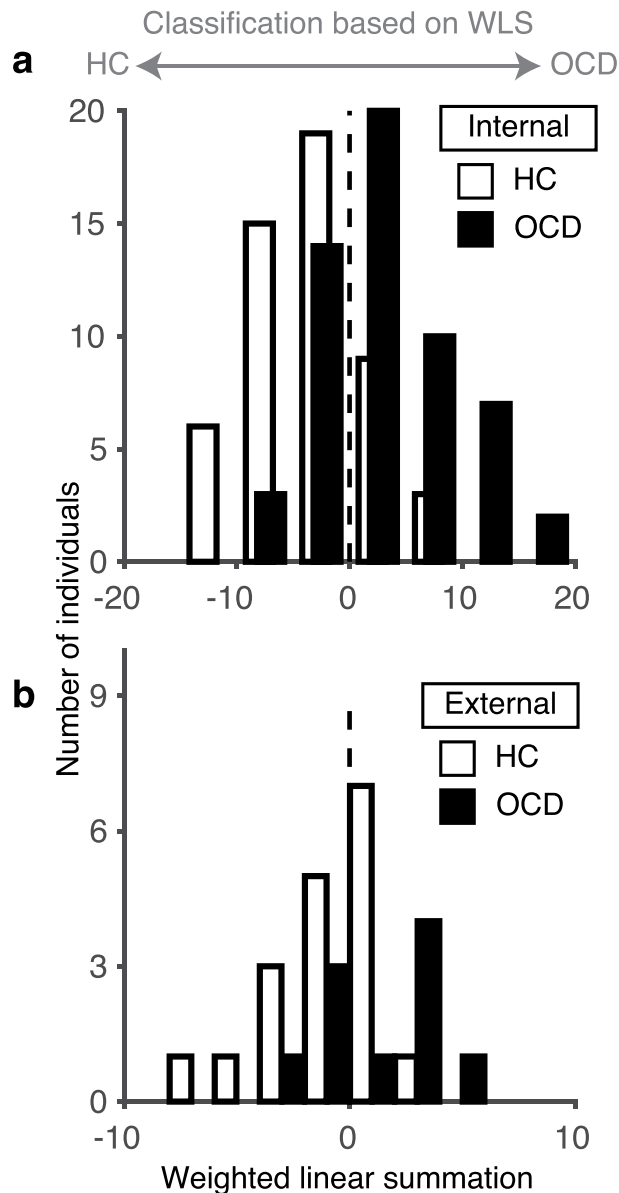 Classification based on WLS
a
HC
OCD
20
15
10
5
0
-20
-10
0
10
20
Internal
HC
OCD
Number of individuals
b
9
6
3
0
-10
0
10
External
HC
OCD
Weighted linear summation